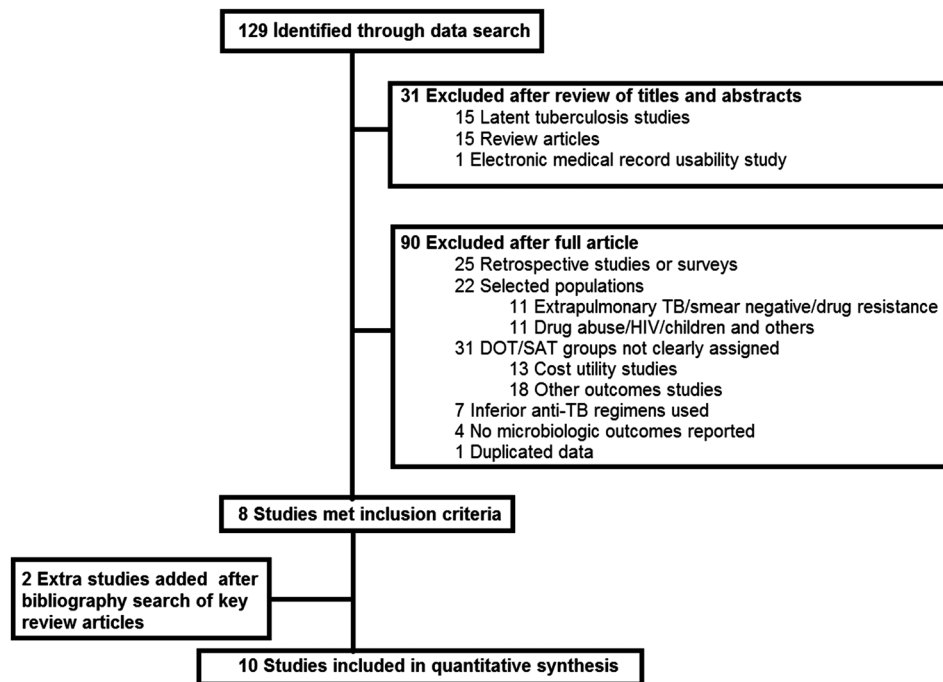 129 Identified through data search
31 Excluded after review of titles and abstracts
15 Latent tuberculosis studies
15 Review articles
1 Electronic medical record usability study
90 Excluded after full article
25 Retrospective studies or surveys
22 Selected populations
11 Extrapulmonary TB/smear negative/drug resistance
11 Drug abuse/HIV/children and others
31 DOT/SAT groups not clearly assigned
13 Cost utility studies
18 Other outcomes studies
7 Inferior anti-TB regimens used
4 No microbiologic outcomes reported
1 Duplicated data
8 Studies met inclusion criteria
2 Extra studies added after
bibliography search of key
review articles
10 Studies included in quantitative synthesis